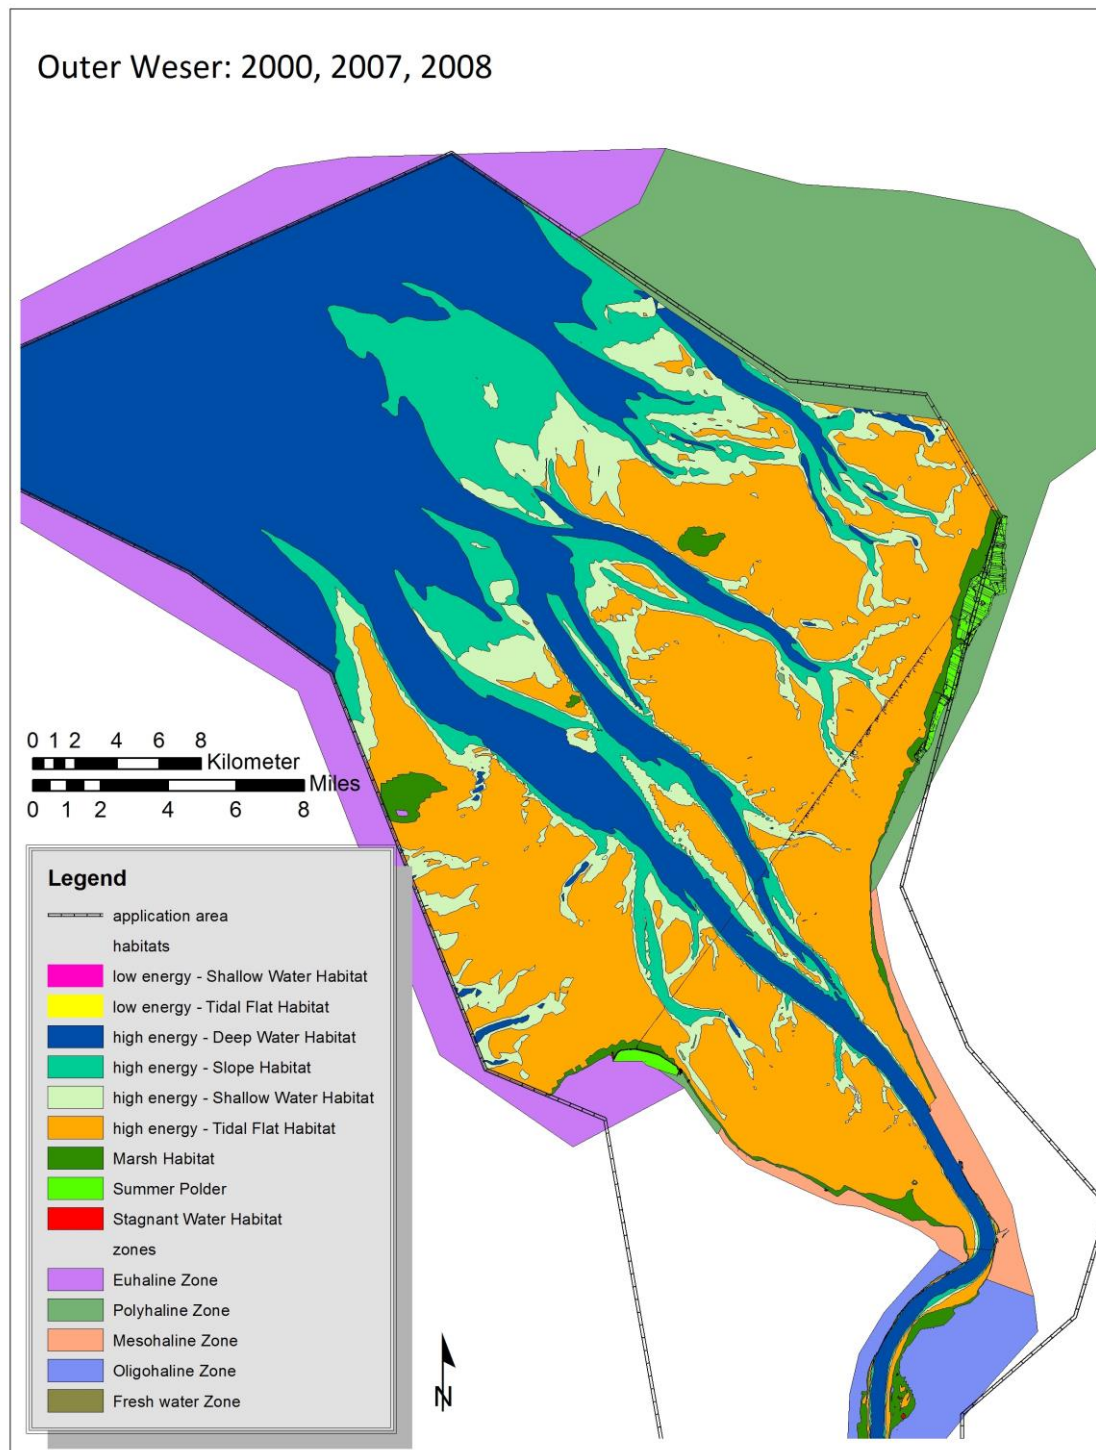 Outer Weser: 2000, 2007, 2008
0 1 2 4 6 8
Kilometer
Miles
0 1 2 4 6 8
Legend
application area
habitats
low energy - Shallow Water Habitat
low energy - Tidal Flat Habitat
high energy - Deep Water Habitat
high energy - Slope Habitat
high energy - Shallow Water Habitat
high energy - Tidal Flat Habitat
Marsh Habitat
Summer Polder
Stagnant Water Habitat
zones
Euhaline Zone
Polyhaline Zone
Mesohaline Zone
Oligohaline Zone
Fresh water Zone
N